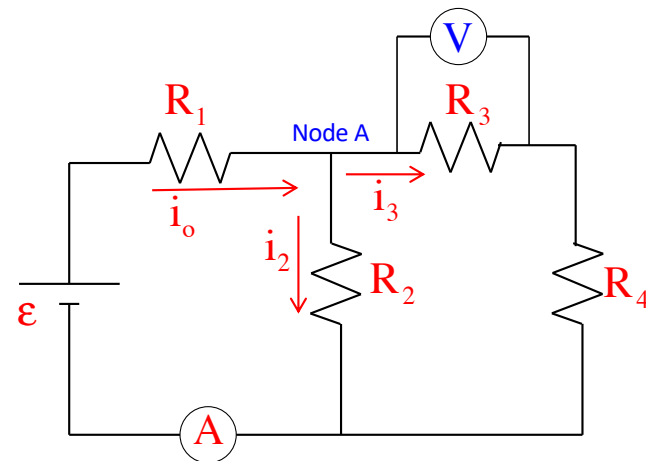 V
R₁
Node A
R₃
iₒ
i₃
i₂
R₂
R₄
ε
A